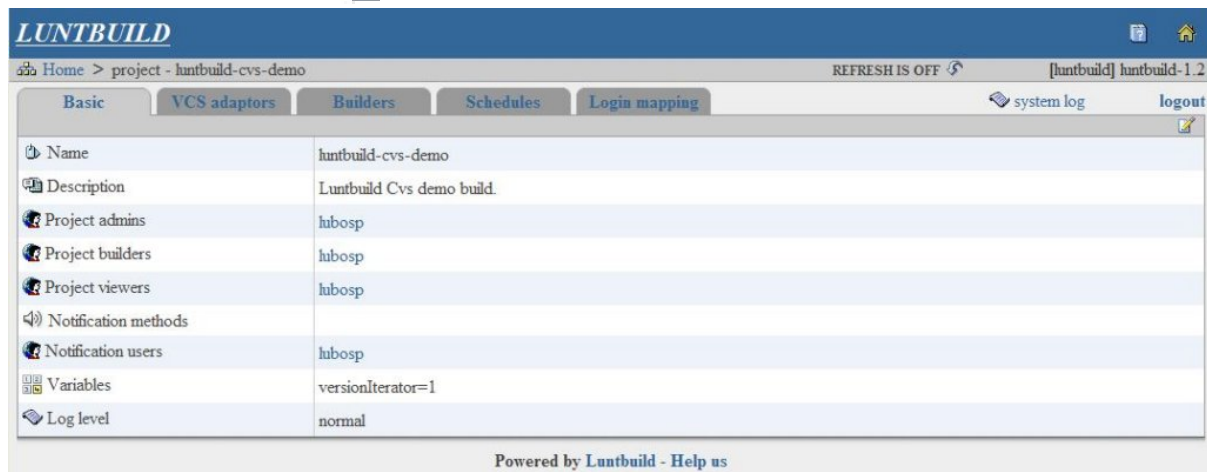 LUNTBUILD
Home > project - luntbuild-cvs-demo REFRESH IS OFF [luntbuild] luntbuild-1.2
Basic VCS adaptors Builders Schedules Login mapping system log logout
Name luntbuild-cvs-demo
Description Luntbuild Cvs demo build.
Project admins lubosp
Project builders lubosp
Project viewers lubosp
Notification methods
Notification users lubosp
Variables versionIterator=1
Log level normal
Powered by Luntbuild - Help us